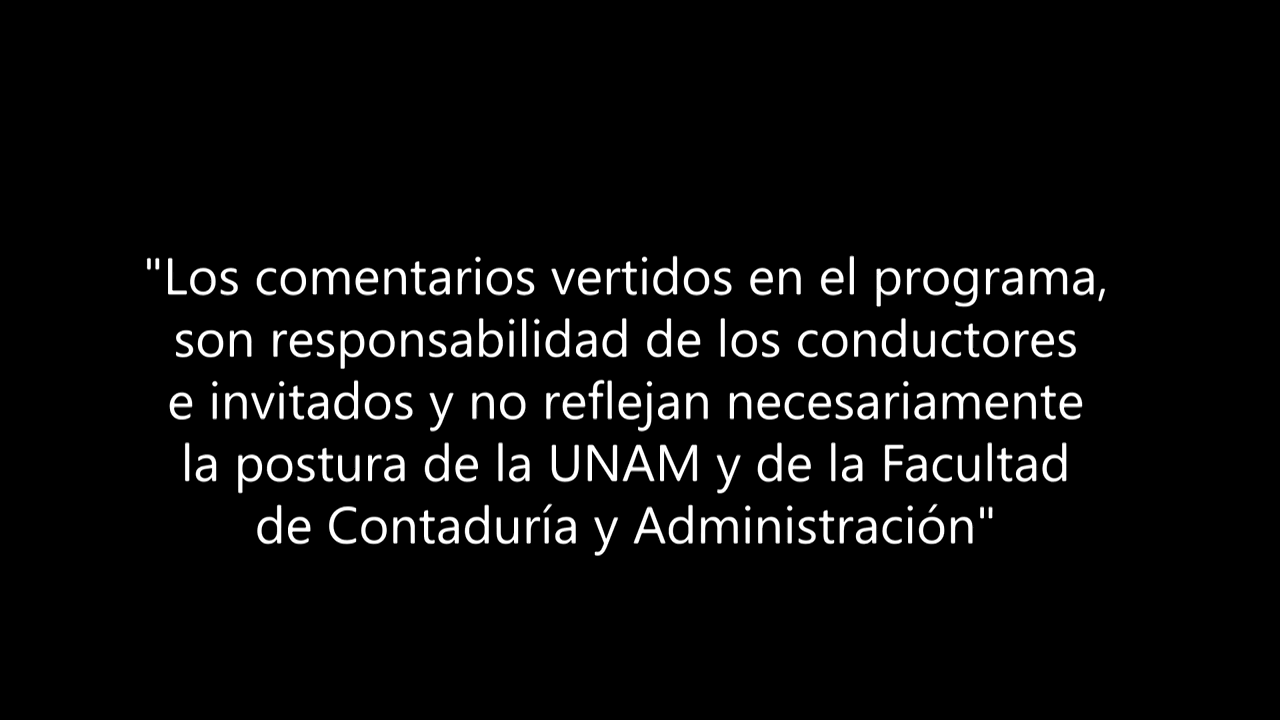 "Los comentarios vertidos en el programa,
son responsabilidad de los conductores
e invitados y no reflejan necesariamente
la postura de la UNAM y de la Facultad
de Contaduría y Administración"